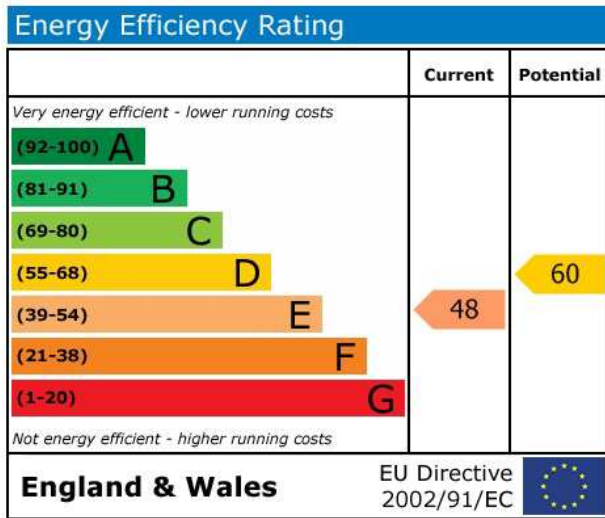 Energy Efficiency Rating
Current Potential
Very energy efficient - lower running costs
(92-100) A
(81-91) B
(69-80) C
(55-68) D
60
(39-54) E
48
(21-38) F
(1-20) G
Not energy efficient - higher running costs
England & Wales
EU Directive
2002/91/EC